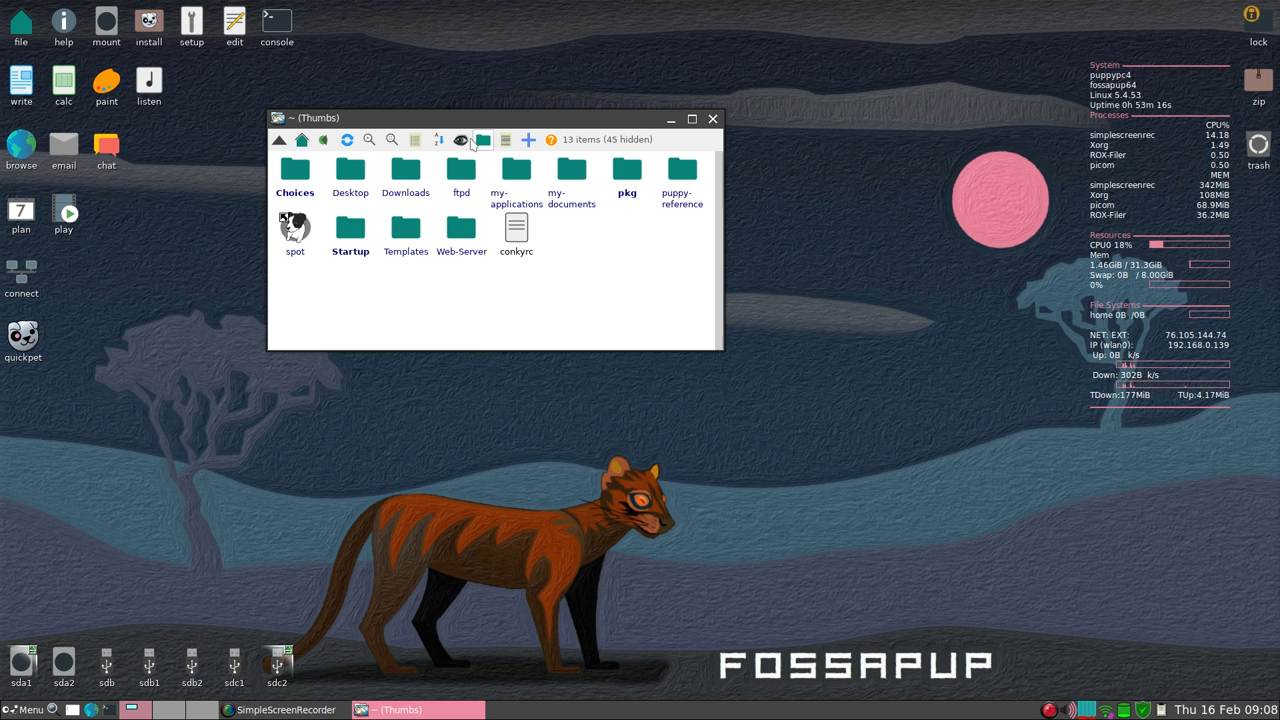 file help mount install setup edit console
lock
write calc paint listen
zip
browse email chat
trash
plan play
connect
quickpet
~ (Thumbs)
13 items (45 hidden)
Choices Desktop Downloads ftpd my-applications my-documents pkg puppy-reference
spot Startup Templates Web-Server conkyrc
System
puppypc4
fossapup64
Linux 5.4.53
Uptime 0h 53m 16s
Processes
CPU%
simplescreenrec 14.18
Xorg 1.49
ROX-Filer 0.50
picom 0.50
MEM
simplescreenrec 342MiB
Xorg 108MiB
picom 68.9MiB
ROX-Filer 36.2MiB
Resources
CPU0 18%
Mem
1.46GiB / 31.3GiB
Swap: 0B / 8.00GiB
0%
File Systems
home 0B /0B
NET: EXT: 76.105.144.74
IP (wlan0): 192.168.0.139
Up: 0B k/s
Down: 302B k/s
TDown:177MiB TUp:4.17MiB
FOSSAPUP
sda1 sda2 sdb sdb1 sdb2 sdc1 sdc2
Menu SimpleScreenRecorder ~ (Thumbs) Thu 16 Feb 09:08